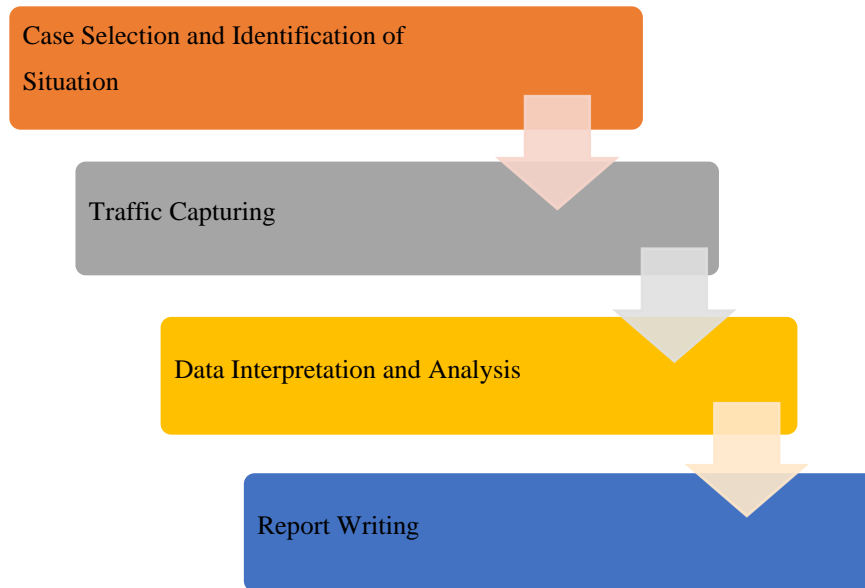 Case Selection and Identification of
Situation
Traffic Capturing
Data Interpretation and Analysis
Report Writing